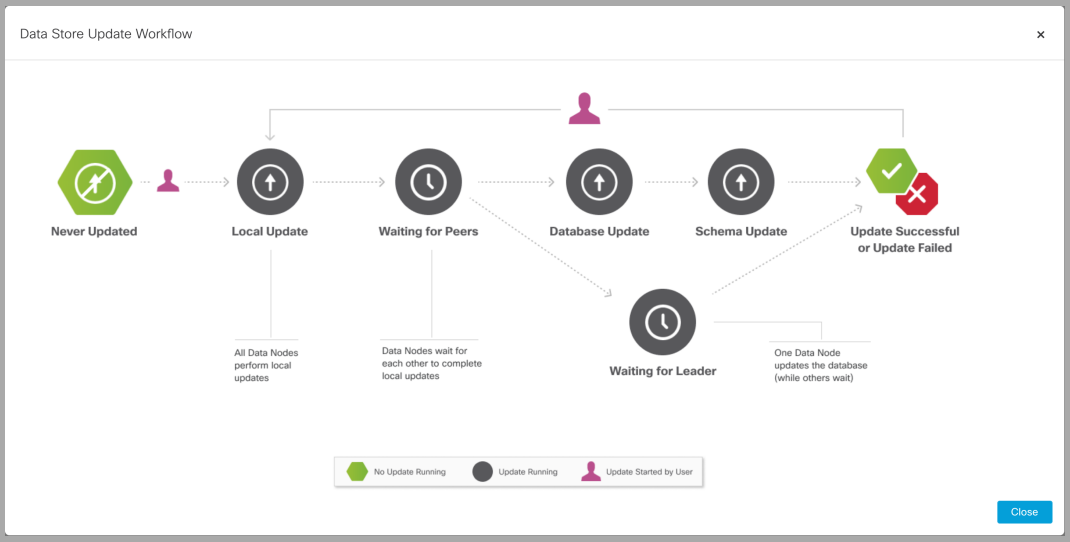 Data Store Update Workflow
×
Never Updated
Local Update
Waiting for Peers
Database Update
Schema Update
Update Successful
or Update Failed
Waiting for Leader
All Data Nodes
perform local
updates
Data Nodes wait for
each other to complete
local updates
One Data Node
updates the database
(while others wait)
No Update Running
Update Running
Update Started by User
Close